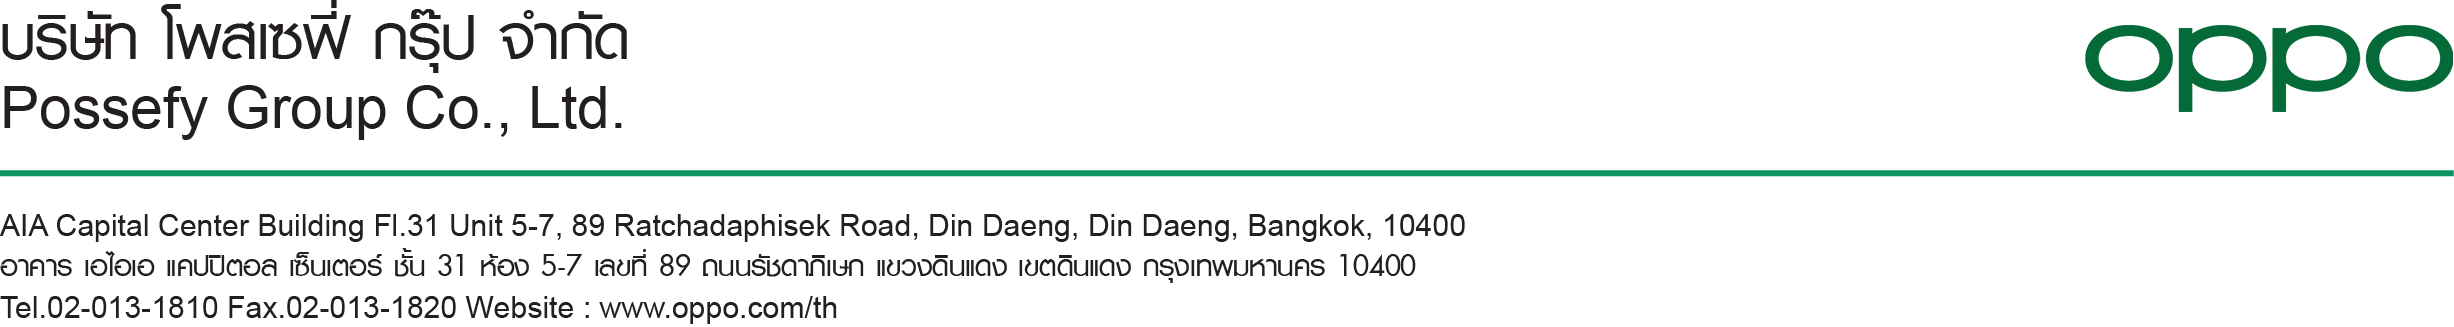 บริษัท โพสเซฟี่ กรุ๊ป จำกัด
oppo
Possefy Group Co., Ltd.
AIA Capital Center Building Fl.31 Unit 5-7, 89 Ratchadaphisek Road, Din Daeng, Din Daeng, Bangkok, 10400
อาคาร เอไอเอ แคปปิตอล เซ็นเตอร์ ชั้น 31 ห้อง 5-7 เลขที่ 89 ถนนรัชดาภิเษก แขวงดินแดง เขตดินแดง กรุงเทพมหานคร 10400
Tel.02-013-1810 Fax.02-013-1820 Website : www.oppo.com/th